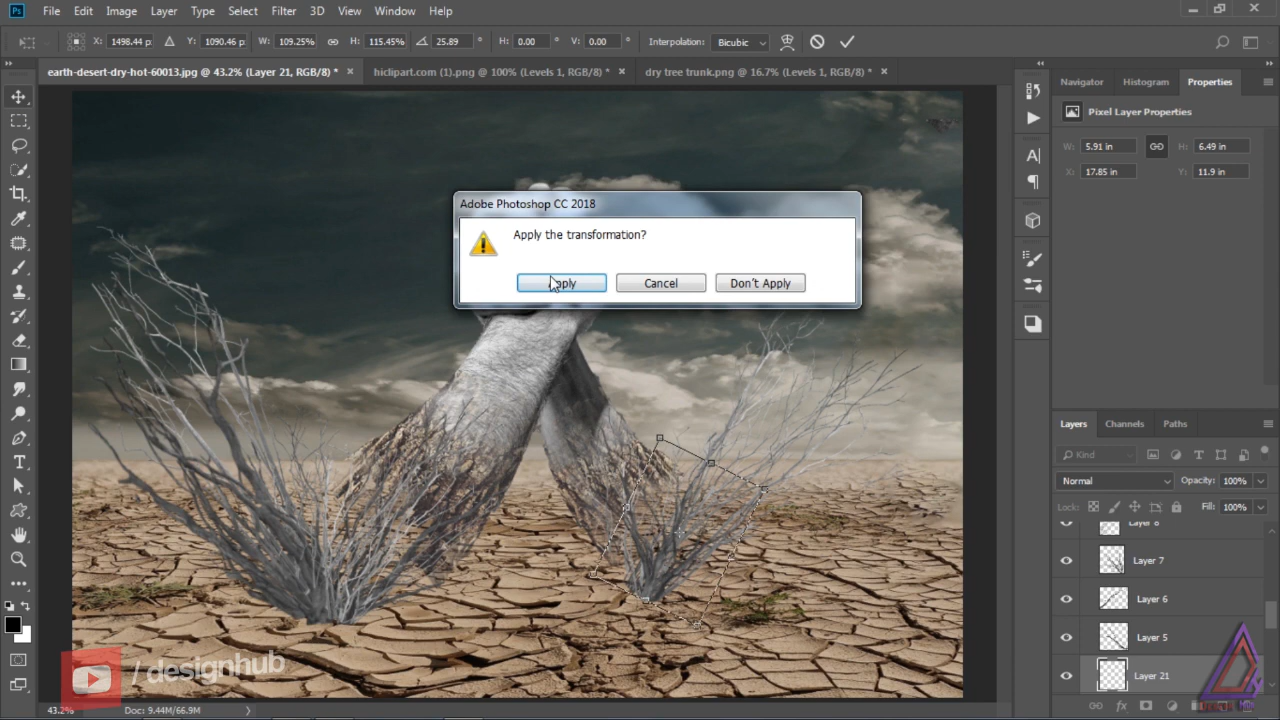 Ps File Edit Image Layer Type Select Filter 3D View Window Help
X: 1498.44 p: Y: 1090.46 p: W: 109.25% H: 115.45% 25.89 ° H: 0.00 ° V: 0.00 ° Interpolation: Bicubic
earth-desert-dry-hot-60013.jpg @ 43.2% (Layer 21, RGB/8) * × hiclipart.com (1).png @ 100% (Levels 1, RGB/8) * × dry tree trunk.png @ 16.7% (Levels 1, RGB/8) * ×
Navigator Histogram Properties
Pixel Layer Properties
W: 5.91 in H: 6.49 in
X: 17.85 in Y: 11.9 in
Adobe Photoshop CC 2018
Apply the transformation?
Apply Cancel Don't Apply
Layers Channels Paths
Kind
Normal Opacity: 100%
Lock: Fill: 100%
Layer 8
Layer 7
Layer 6
Layer 5
Layer 21
/ designhub
43.2% Doc: 9.44M/66.9M